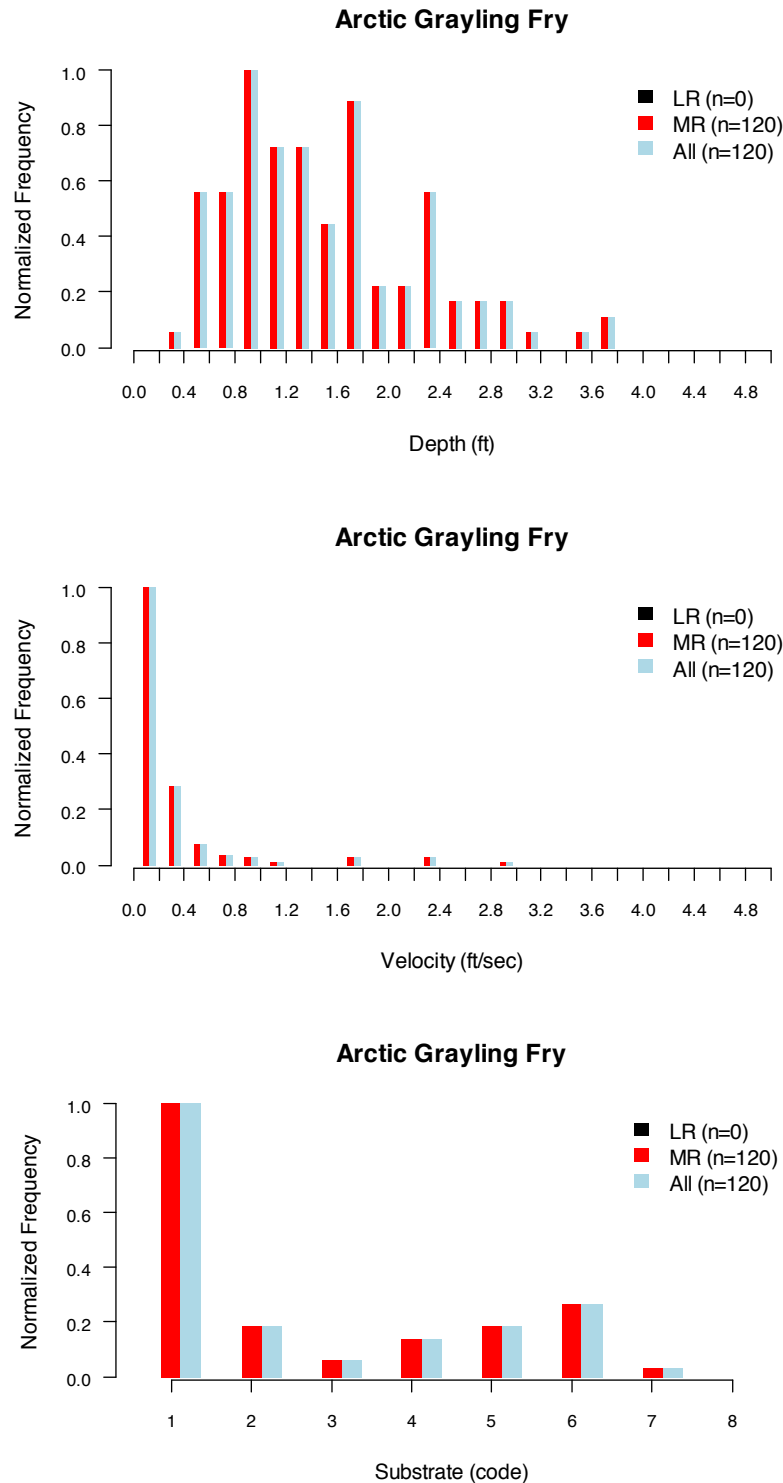 Arctic Grayling Fry
1.0
0.8
0.6
0.4
0.2
0.0
Normalized Frequency
LR (n=0)
MR (n=120)
All (n=120)
0.0 0.4 0.8 1.2 1.6 2.0 2.4 2.8 3.2 3.6 4.0 4.4 4.8
Depth (ft)
Arctic Grayling Fry
1.0
0.8
0.6
0.4
0.2
0.0
Normalized Frequency
LR (n=0)
MR (n=120)
All (n=120)
0.0 0.4 0.8 1.2 1.6 2.0 2.4 2.8 3.2 3.6 4.0 4.4 4.8
Velocity (ft/sec)
Arctic Grayling Fry
1.0
0.8
0.6
0.4
0.2
0.0
Normalized Frequency
LR (n=0)
MR (n=120)
All (n=120)
1 2 3 4 5 6 7 8
Substrate (code)